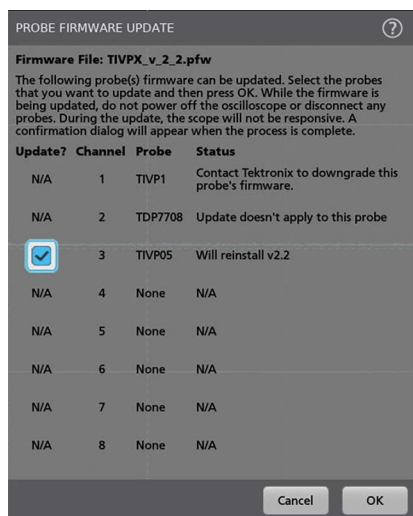 PROBE FIRMWARE UPDATE ?
Firmware File: TIVPX_v_2_2.pfw
The following probe(s) firmware can be updated. Select the probes
that you want to update and then press OK. While the firmware is
being updated, do not power off the oscilloscope or disconnect any
probes. During the update, the scope will not be responsive. A
confirmation dialog will appear when the process is complete.
Update? Channel Probe Status
N/A 1 TIVP1 Contact Tektronix to downgrade this
probe's firmware.
N/A 2 TDP7708 Update doesn't apply to this probe
3 TIVP05 Will reinstall v2.2
N/A 4 None N/A
N/A 5 None N/A
N/A 6 None N/A
N/A 7 None N/A
N/A 8 None N/A
Cancel OK